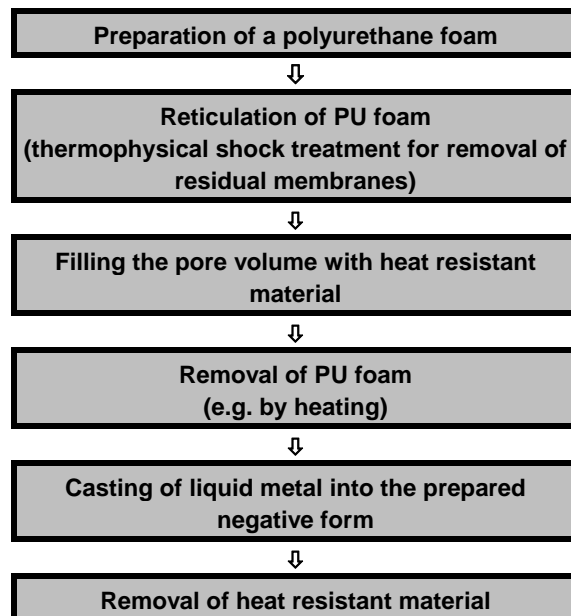 Preparation of a polyurethane foam
Reticulation of PU foam
(thermophysical shock treatment for removal of
residual membranes)
Filling the pore volume with heat resistant
material
Removal of PU foam
(e.g. by heating)
Casting of liquid metal into the prepared
negative form
Removal of heat resistant material